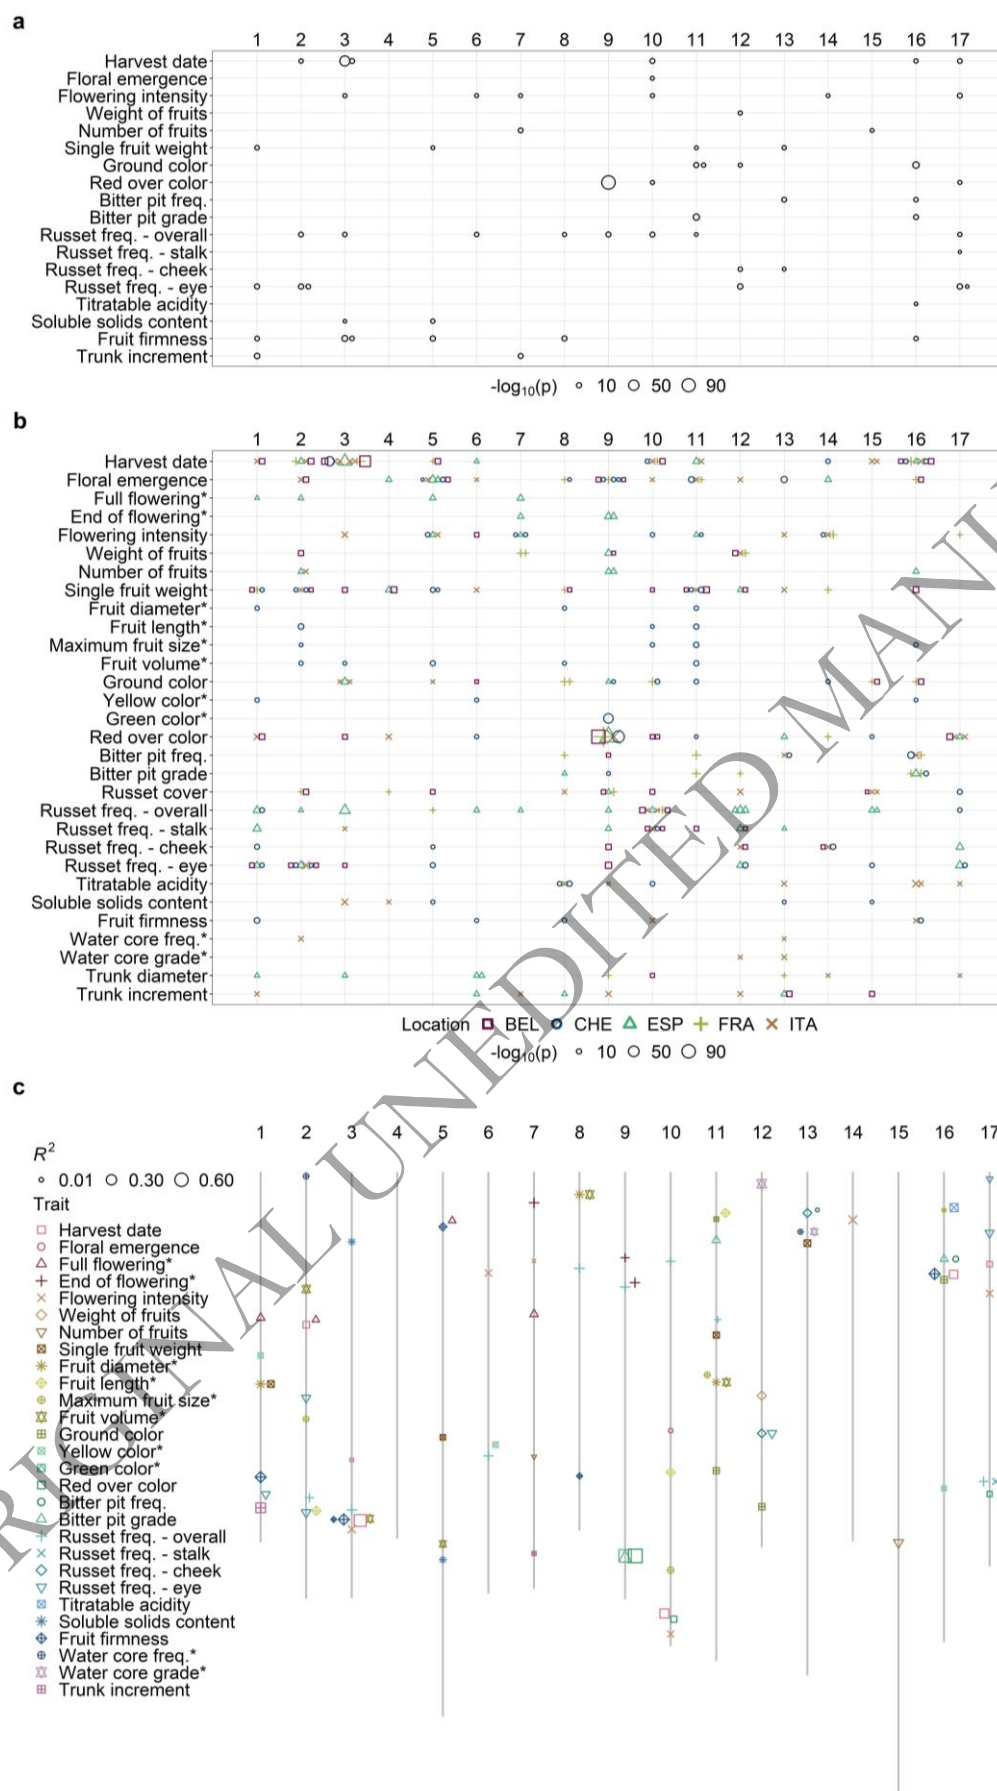 a
1 2 3 4 5 6 7 8 9 10 11 12 13 14 15 16 17
Harvest date
Floral emergence
Flowering intensity
Weight of fruits
Number of fruits
Single fruit weight
Ground color
Red over color
Bitter pit freq.
Bitter pit grade
Russet freq. - overall
Russet freq. - stalk
Russet freq. - cheek
Russet freq. - eye
Titratable acidity
Soluble solids content
Fruit firmness
Trunk increment
-log10(p) 10 50 90
b
1 2 3 4 5 6 7 8 9 10 11 12 13 14 15 16 17
Harvest date
Floral emergence
Full flowering*
End of flowering*
Flowering intensity
Weight of fruits
Number of fruits
Single fruit weight
Fruit diameter*
Fruit length*
Maximum fruit size*
Fruit volume*
Ground color
Yellow color*
Green color*
Red over color
Bitter pit freq.
Bitter pit grade
Russet cover
Russet freq. - overall
Russet freq. - stalk
Russet freq. - cheek
Russet freq. - eye
Titratable acidity
Soluble solids content
Fruit firmness
Water core freq.*
Water core grade*
Trunk diameter
Trunk increment
Location BEL CHE ESP FRA ITA
-log10(p) 10 50 90
c
1 2 3 4 5 6 7 8 9 10 11 12 13 14 15 16 17
R2
0.01 0.30 0.60
Trait
Harvest date
Floral emergence
Full flowering*
End of flowering*
Flowering intensity
Weight of fruits
Number of fruits
Single fruit weight
Fruit diameter*
Fruit length*
Maximum fruit size*
Fruit volume*
Ground color
Yellow color*
Green color*
Red over color
Bitter pit freq.
Bitter pit grade
Russet freq. - overall
Russet freq. - stalk
Russet freq. - cheek
Russet freq. - eye
Titratable acidity
Soluble solids content
Fruit firmness
Water core freq.*
Water core grade*
Trunk increment
RIGINAL UNEDITED MANU